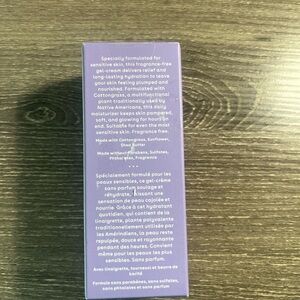 Specially formulated for
sensitive skin, this fragrance-free
gel-cream delivers relief and
long-lasting hydration to leave
your skin feeling plumped and
nourished. Formulated with
Cottongrass, a multifunctional
plant traditionally used by
Native Americans, this daily
moisturizer keeps skin pampered,
soft, and glowing for hours on
end. Suitable for even the most
sensitive skin. Fragrance free.
Made with Cottongrass, Sunflower,
Shea Butter
Made without Parabens, Sulfates,
Phthalates, Fragrance
Spécialement formulé pour les
peaux sensibles, ce gel-crème
sans parfum soulage et
réhydrate, laissant une
sensation de peau cajolée et
nourrie. Grâce à cet hydratant
quotidien, qui contient de la
linaigrette, plante polyvalente
traditionnellement utilisée par
les Amérindiens, la peau reste
repulpée, douce et rayonnante
pendant des heures. Convient
même pour les peaux les plus
sensibles. Sans parfum.
Avec linaigrette, tournesol et beurre de
karité
Formule sans parabènes, sans sulfates,
sans phtalates et sans parfum